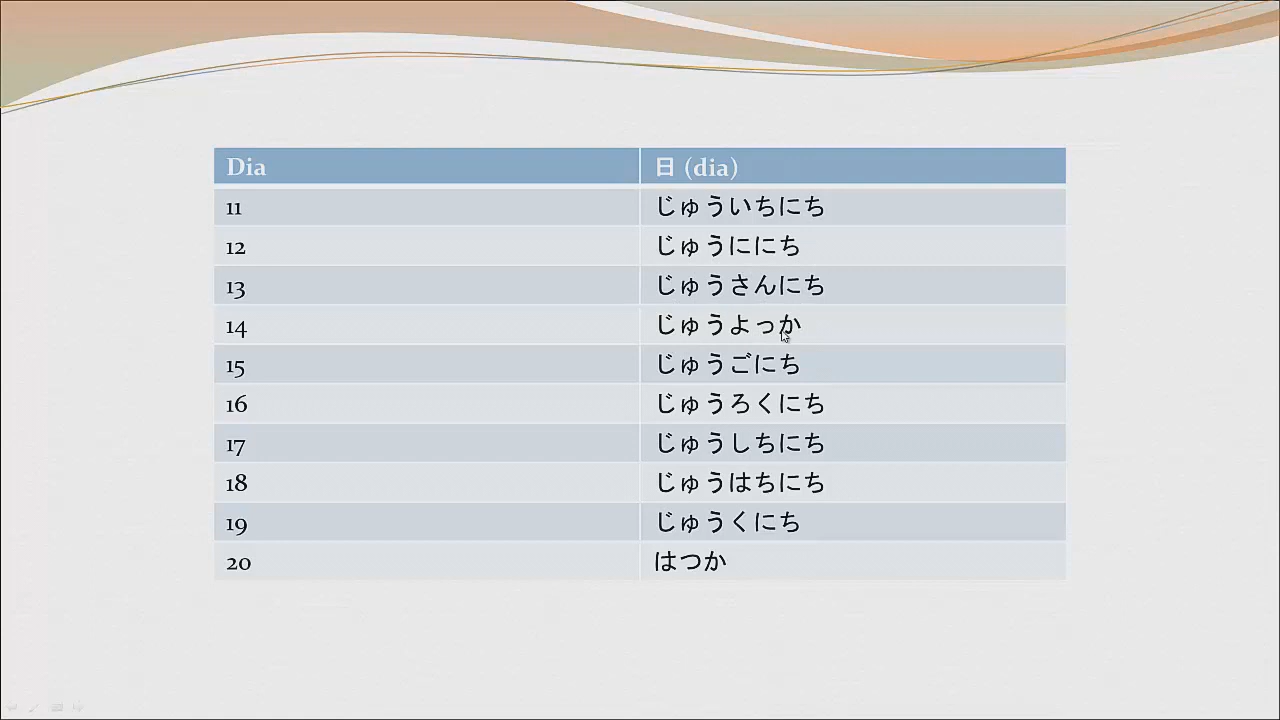 Dia 日 (dia)
11 じゅういちにち
12 じゅうににち
13 じゅうさんにち
14 じゅうよっか
15 じゅうごにち
16 じゅうろくにち
17 じゅうしちにち
18 じゅうはちにち
19 じゅうくにち
20 はつか